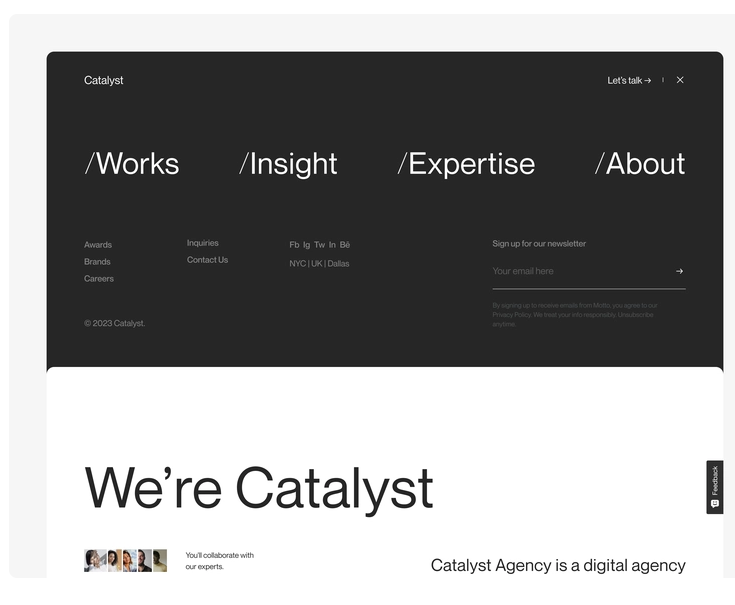 Catalyst
Let's talk →
/Works /Insight /Expertise /About
Awards
Brands
Careers
Inquiries
Contact Us
Fb Ig Tw In Bē
NYC | UK | Dallas
Sign up for our newsletter
Your email here
By signing up to receive emails from Motto, you agree to our
Privacy Policy. We treat your info responsibly. Unsubscribe
anytime.
© 2023 Catalyst.
We're Catalyst
Feedback
You'll collaborate with
our experts.
Catalyst Agency is a digital agency